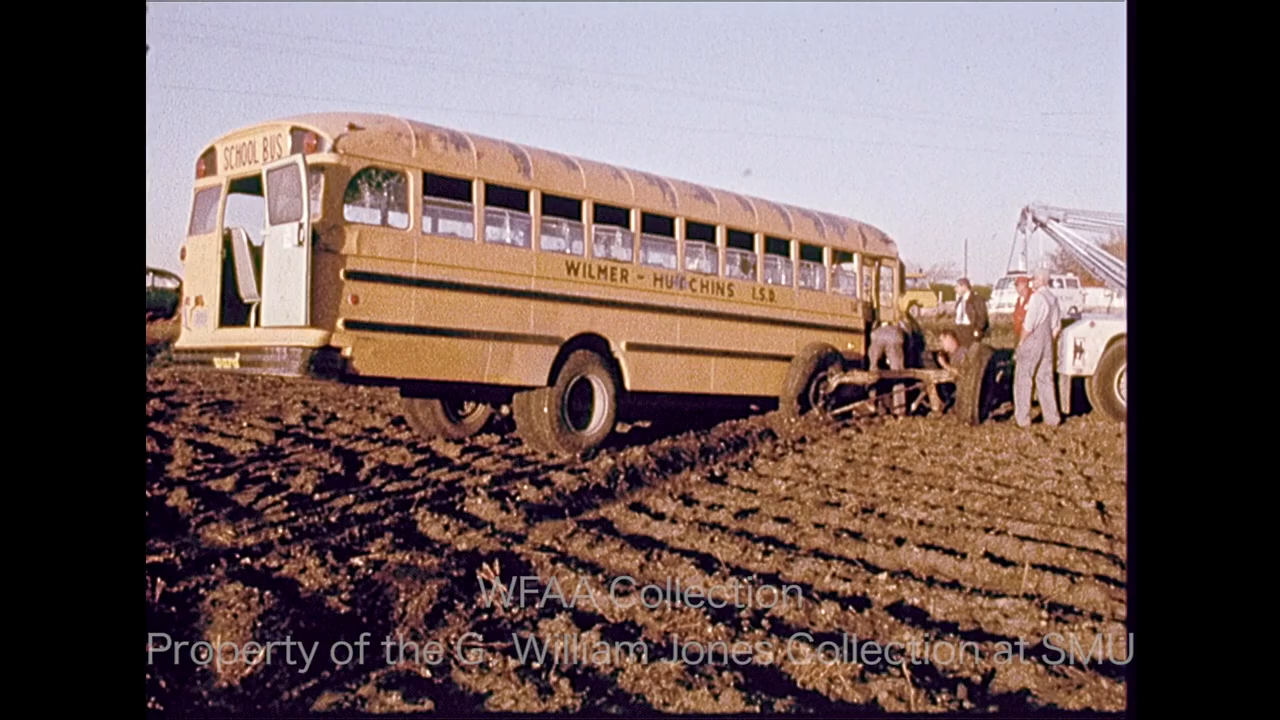 SCHOOL BUS
WILMER - HUTCHINS I.S.D.
WFAA Collection
Property of the G. William Jones Collection at SMU